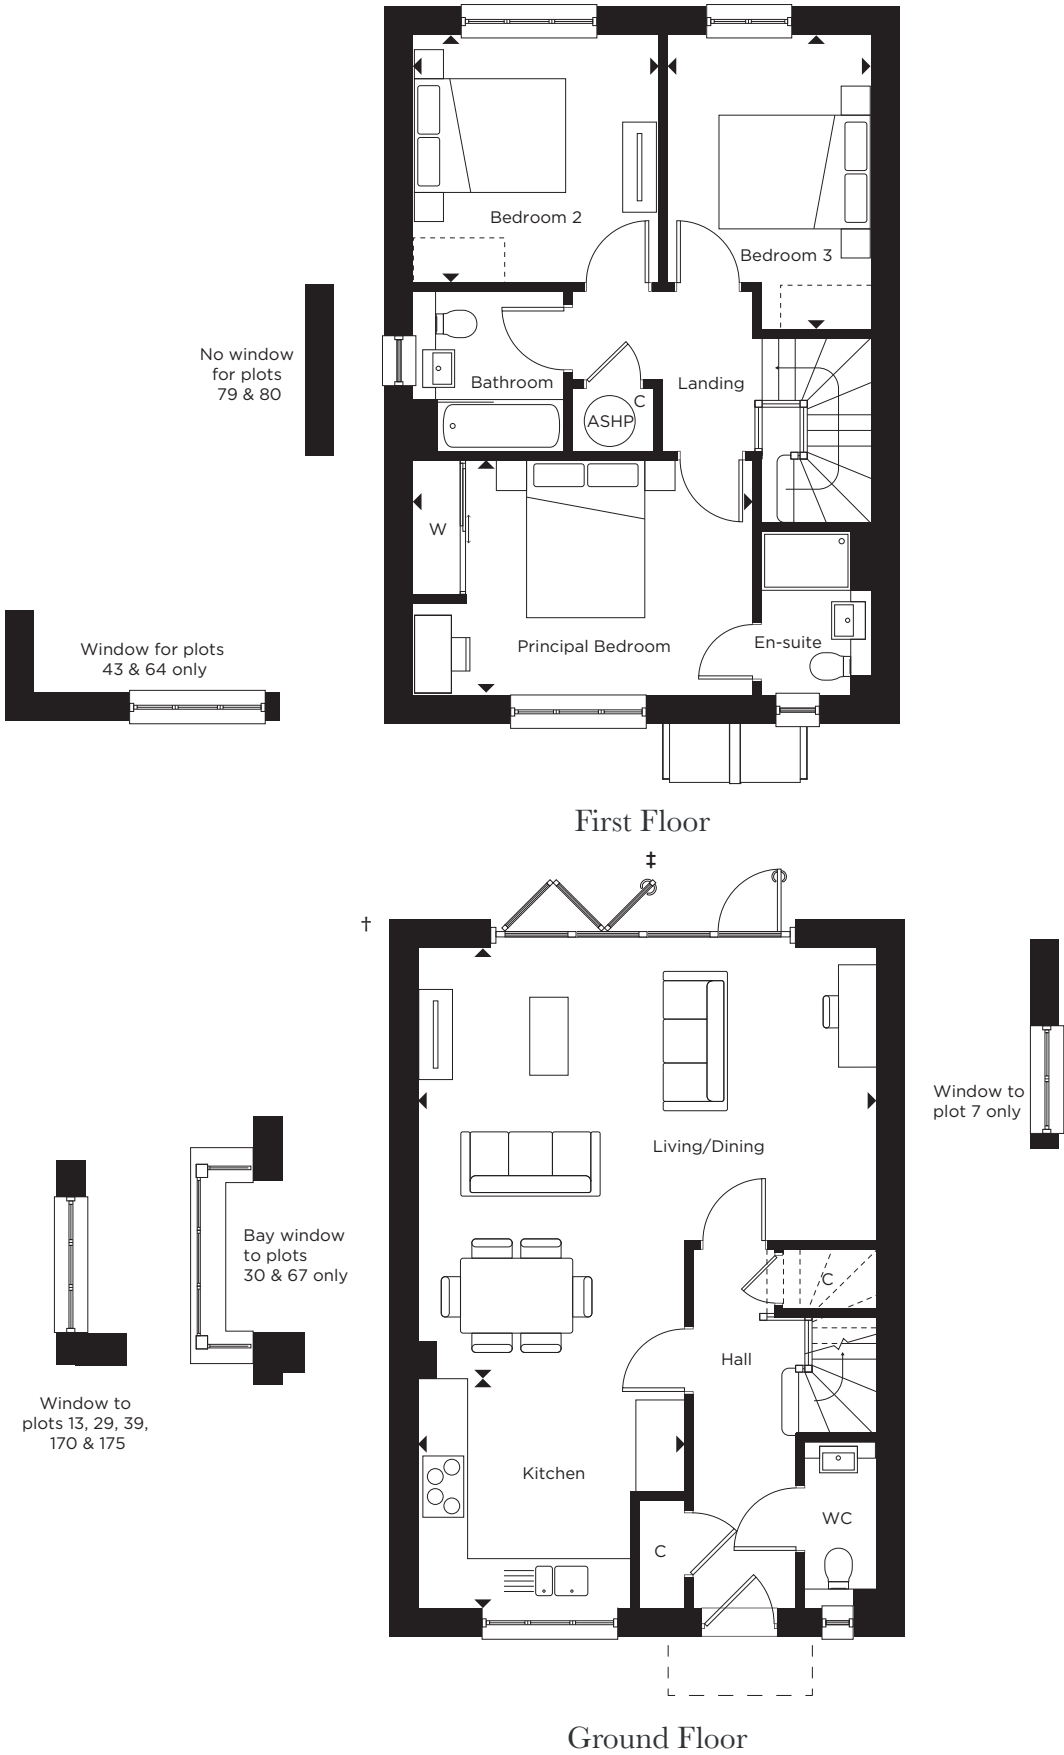 Bedroom 2
Bedroom 3
No window
for plots
79 & 80
Bathroom
Landing
C
ASHP
W
Window for plots
43 & 64 only
Principal Bedroom
En-suite
First Floor
‡
†
Window to
plot 7 only
Living/Dining
Bay window
to plots
30 & 67 only
C
Hall
Window to
plots 13, 29, 39,
170 & 175
Kitchen
WC
C
Ground Floor